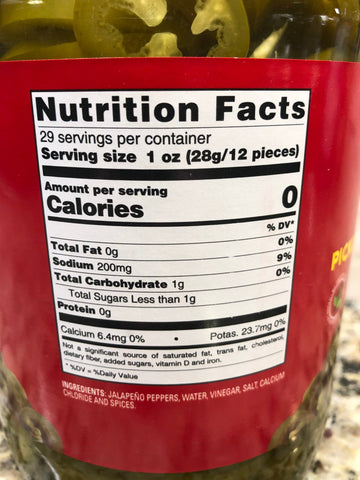 Nutrition Facts
29 servings per container
Serving size 1 oz (28g/12 pieces)
Amount per serving
Calories 0
% DV*
Total Fat 0g 0%
Sodium 200mg 9%
Total Carbohydrate 1g 0%
Total Sugars Less than 1g
Protein 0g
Calcium 6.4mg 0% • Potas. 23.7mg 0%
Not a significant source of saturated fat, trans fat, cholesterol,
dietary fiber, added sugars, vitamin D and iron.
* %DV = %Daily Value
INGREDIENTS: JALAPEÑO PEPPERS, WATER, VINEGAR, SALT, CALCIUM
CHLORIDE AND SPICES.